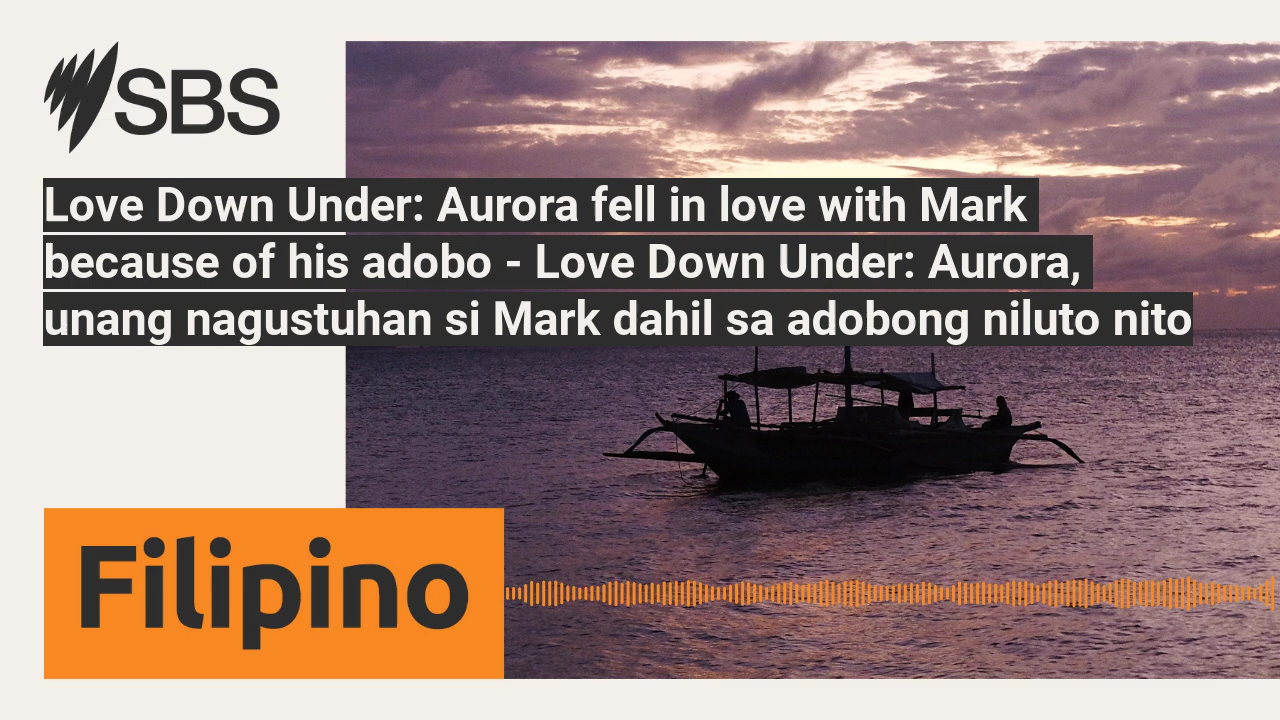 SBS
Love Down Under: Aurora fell in love with Mark
because of his adobo - Love Down Under: Aurora,
unang nagustuhan si Mark dahil sa adobong niluto nito
Filipino